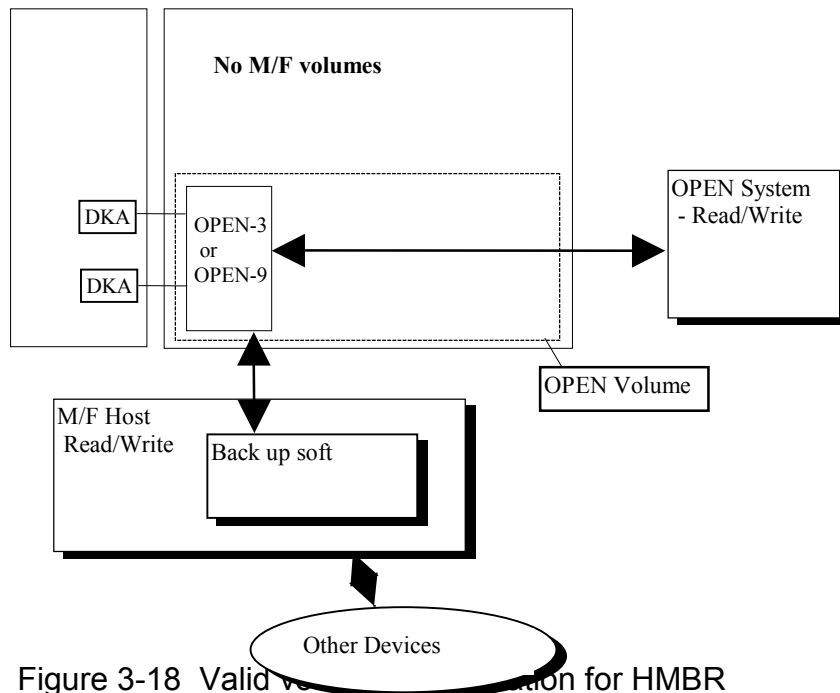 No M/F volumes
DKA
DKA
OPEN-3
or
OPEN-9
OPEN System
- Read/Write
OPEN Volume
M/F Host
Read/Write
Back up soft
Other Devices
Figure 3-18 Valid for HMBR